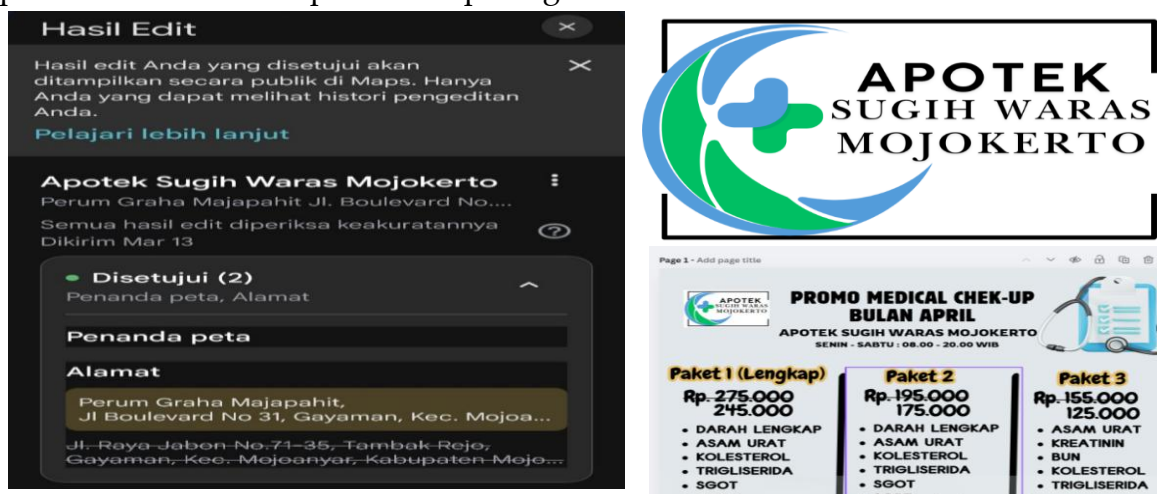 Hasil Edit
Hasil edit Anda yang disetujui akan
ditampilkan secara publik di Maps. Hanya
Anda yang dapat melihat histori pengeditan
Anda.
Pelajari lebih lanjut
Apotek Sugih Waras Mojokerto
Perum Graha Majapahit Jl. Boulevard No....
Semua hasil edit diperiksa keakuratannya
Dikirim Mar 13
Disetujui (2)
Penanda peta, Alamat
Penanda peta
Alamat
Perum Graha Majapahit,
Jl Boulevard No 31, Gayaman, Kec. Mojoa...
Jl. Raya Jabon No.71-35, Tambak Rejo,
Gayaman, Kec. Mojoanyar, Kabupaten Mojo...
APOTEK
SUGIH WARAS
MOJOKERTO
Page 1 - Add page title
APOTEK
SUGIH WARAS
MOJOKERTO
PROMO MEDICAL CHEK-UP
BULAN APRIL
APOTEK SUGIH WARAS MOJOKERTO
SENIN - SABTU : 08.00 - 20.00 WIB
Paket 1 (Lengkap)
Rp. 275.000
245.000
• DARAH LENGKAP
• ASAM URAT
• KOLESTEROL
• TRIGLISERIDA
• SGOT
Paket 2
Rp. 195.000
175.000
• DARAH LENGKAP
• ASAM URAT
• KOLESTEROL
• TRIGLISERIDA
• SGOT
Paket 3
Rp. 155.000
125.000
• ASAM URAT
• KREATININ
• BUN
• KOLESTEROL
• TRIGLISERIDA